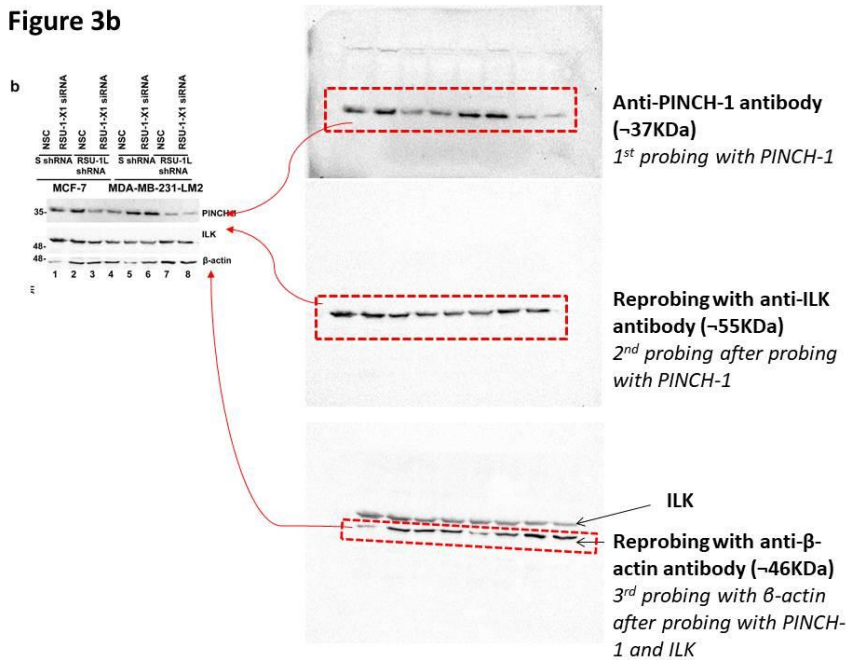 Figure 3b
b
NSC
RSU-1-X1 siRNA
NSC
RSU-1-X1 siRNA
NSC
RSU-1-X1 siRNA
NSC
RSU-1-X1 siRNA
S shRNA RSU-1L shRNA S shRNA RSU-1L shRNA
MCF-7 MDA-MB-231-LM2
35-
ILK
48-
48- β-actin
1 2 3 4 5 6 7 8
Anti-PINCH-1 antibody
(¬37KDa)
1st probing with PINCH-1
Reprobing with anti-ILK
antibody (¬55KDa)
2nd probing after probing
with PINCH-1
ILK
Reprobing with anti-β-
actin antibody (¬46KDa)
3rd probing with β-actin
after probing with PINCH-
1 and ILK